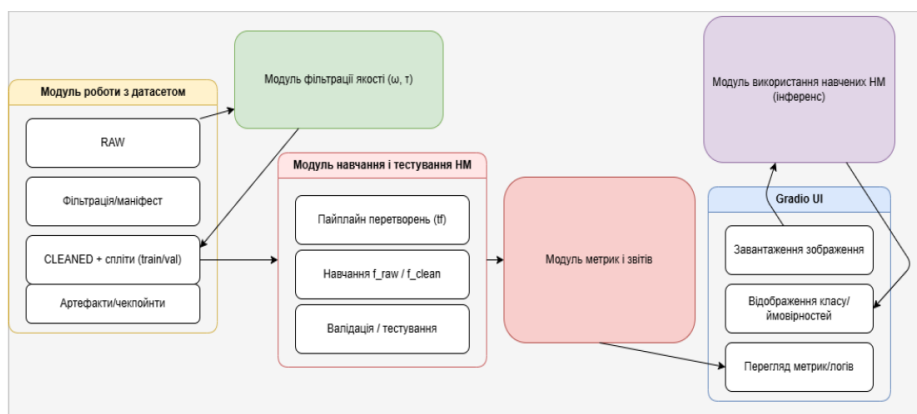 Модуль роботи з датасетом
RAW
Фільтрація/маніфест
CLEANED + спліти (train/val)
Артефакти/чекпойнти
Модуль фільтрації якості (ω, τ)
Модуль навчання і тестування НМ
Пайплайн перетворень (tf)
Навчання f_raw / f_clean
Валідація / тестування
Модуль метрик і звітів
Модуль використання навчених НМ
(інференс)
Gradio UI
Завантаження зображення
Відображення класу/
ймовірностей
Перегляд метрик/логів